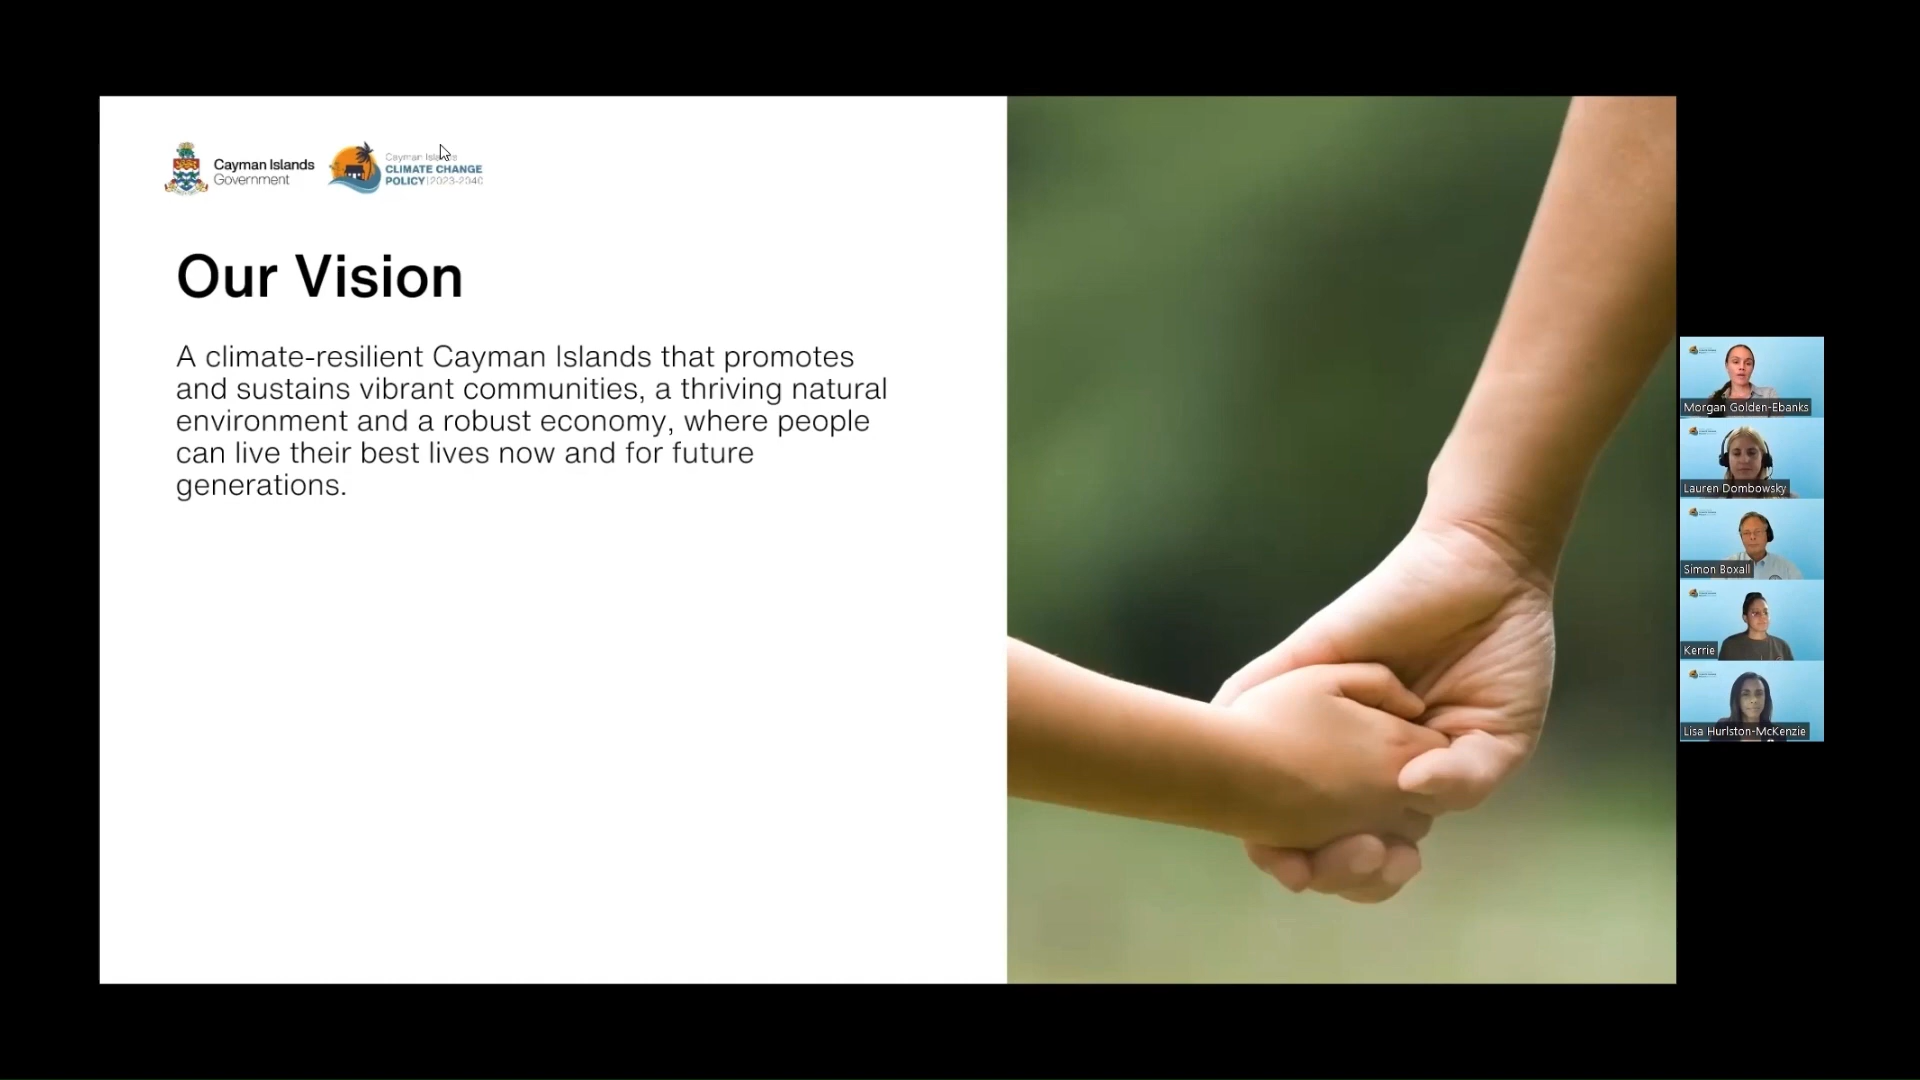 Cayman Islands
Government
Cayman Islands
CLIMATE CHANGE
POLICY | 2023-2040
Our Vision
A climate-resilient Cayman Islands that promotes
and sustains vibrant communities, a thriving natural
environment and a robust economy, where people
can live their best lives now and for future
generations.
Morgan Golden-Ebanks
Lauren Dombowsky
Simon Boxall
Kerrie
Lisa Hurlston-McKenzie